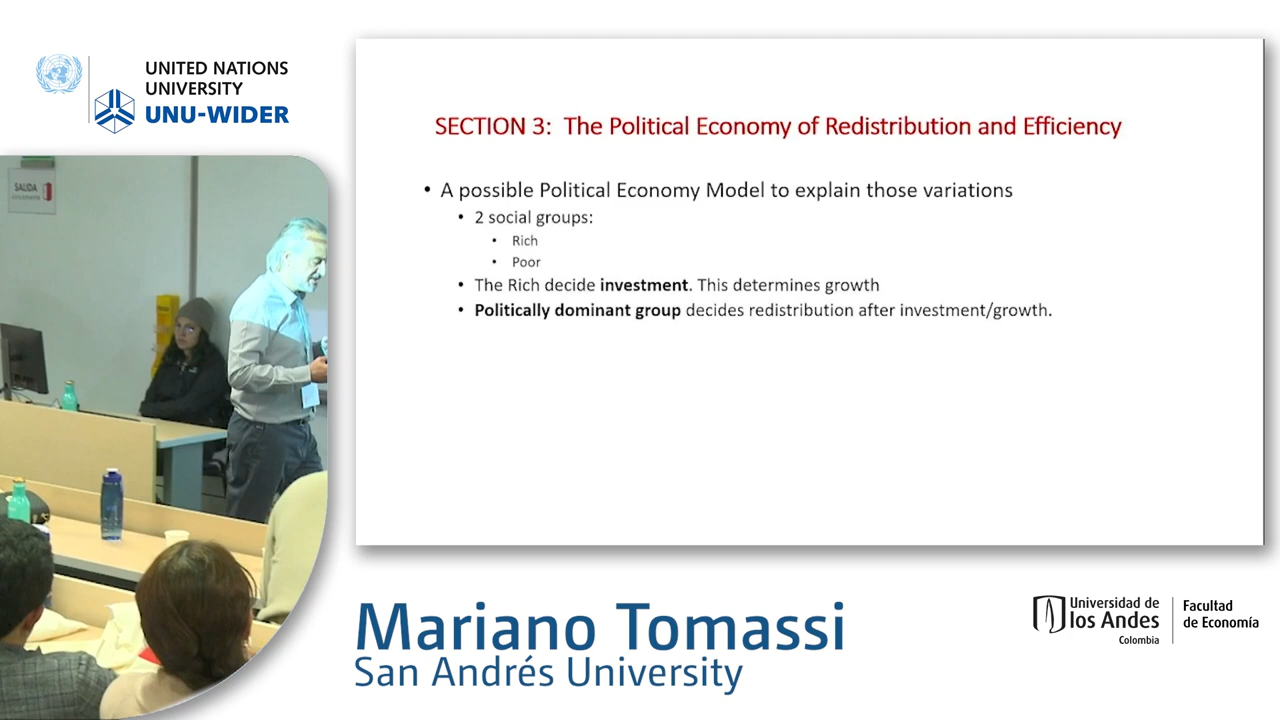 UNITED NATIONS
UNIVERSITY
UNU-WIDER
SALIDA
SECTION 3: The Political Economy of Redistribution and Efficiency
• A possible Political Economy Model to explain those variations
• 2 social groups:
• Rich
• Poor
• The Rich decide investment. This determines growth
• Politically dominant group decides redistribution after investment/growth.
Mariano Tomassi
San Andrés University
Universidad de
los Andes
Colombia
Facultad
de Economía